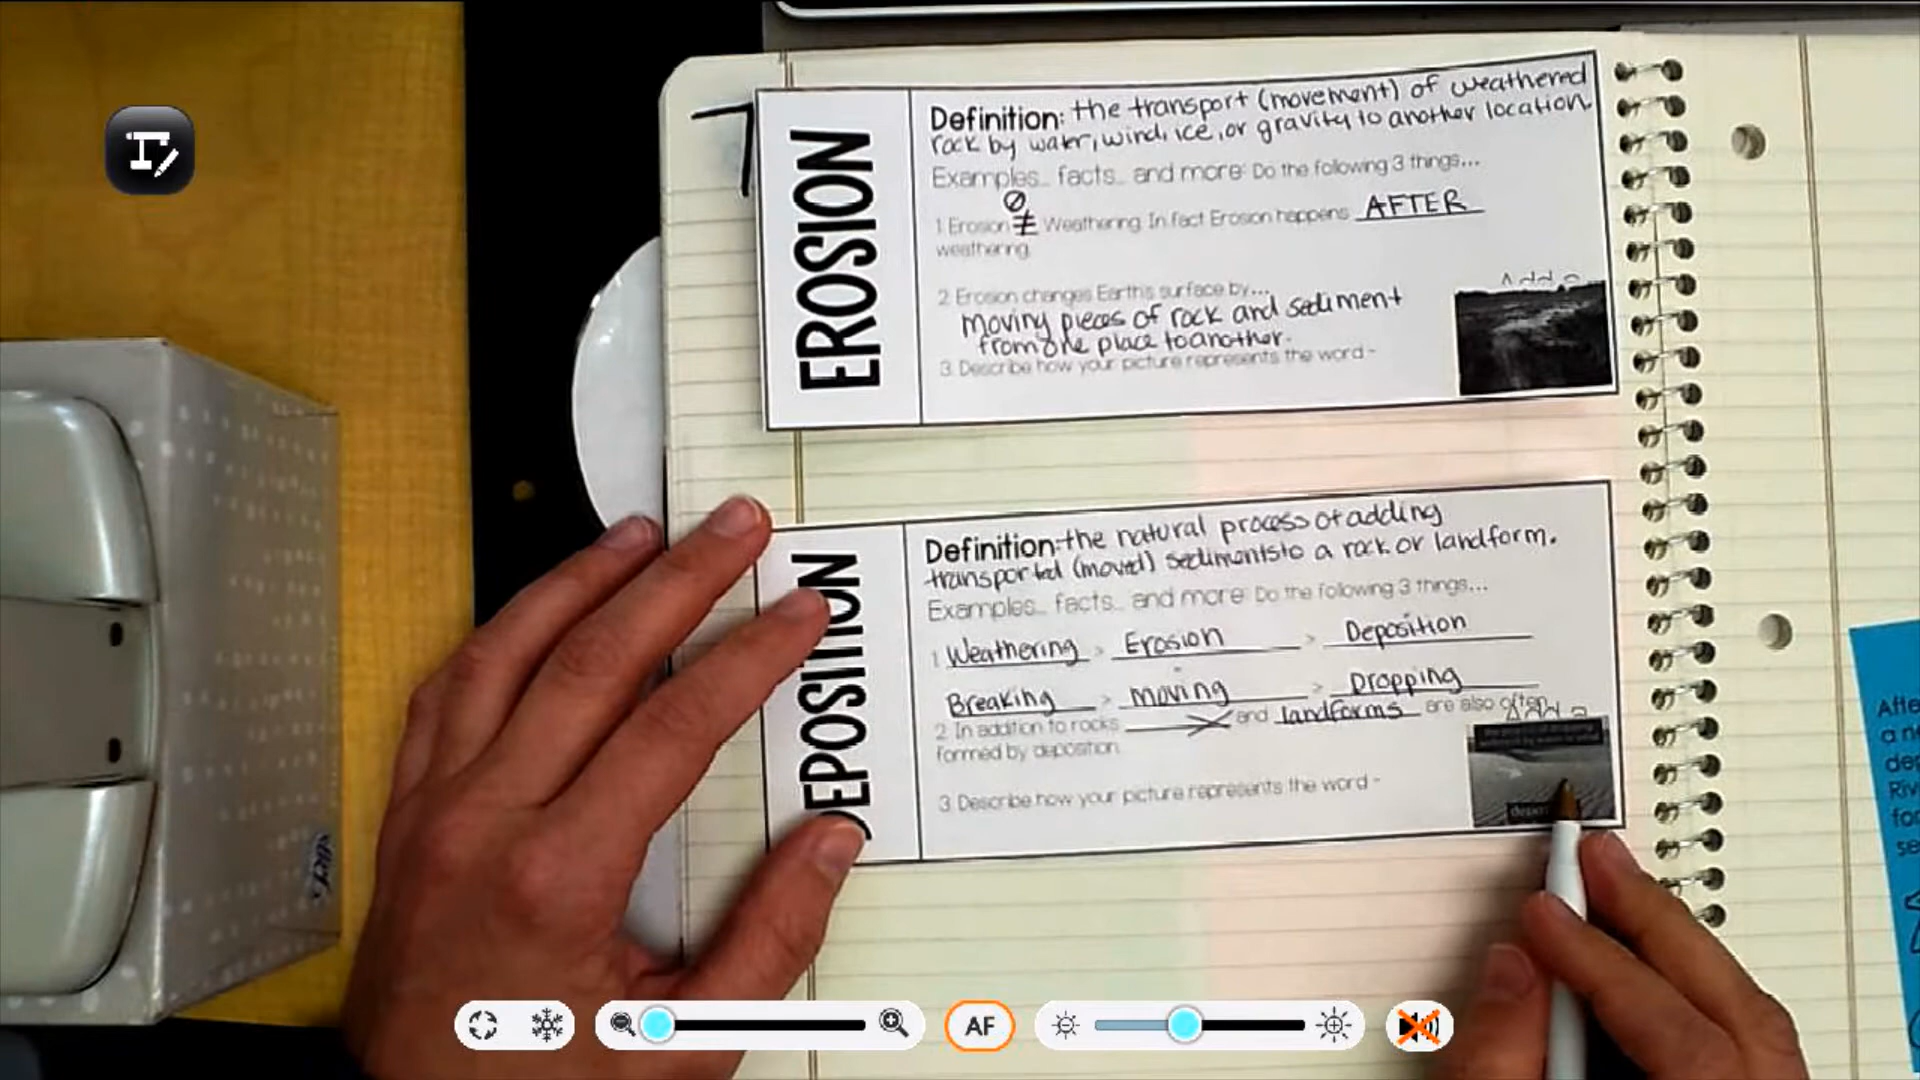 EROSION
Definition: the transport (movement) of weathered
rock by water, wind, ice, or gravity to another location.
Examples... facts... and more: Do the following 3 things...
1. Erosion ≠ Weathering. In fact Erosion happens AFTER
weathering.
2. Erosion changes Earth's surface by...
moving pieces of rock and sediment
from one place to another.
3. Describe how your picture represents the word -
DEPOSITION
Definition: the natural process of adding
transported (moved) sediments to a rock or landform.
Examples... facts... and more: Do the following 3 things...
1 Weathering > Erosion > Deposition
Breaking > moving > Dropping
2. In addition to rocks and landforms are also often
formed by deposition.
3. Describe how your picture represents the word -
AF